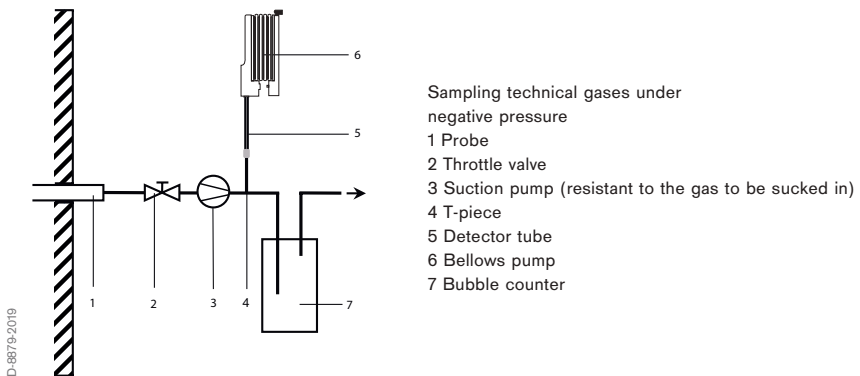 6
5
1
2
3
4
7
D-8879-2019
Sampling technical gases under
negative pressure
1 Probe
2 Throttle valve
3 Suction pump (resistant to the gas to be sucked in)
4 T-piece
5 Detector tube
6 Bellows pump
7 Bubble counter